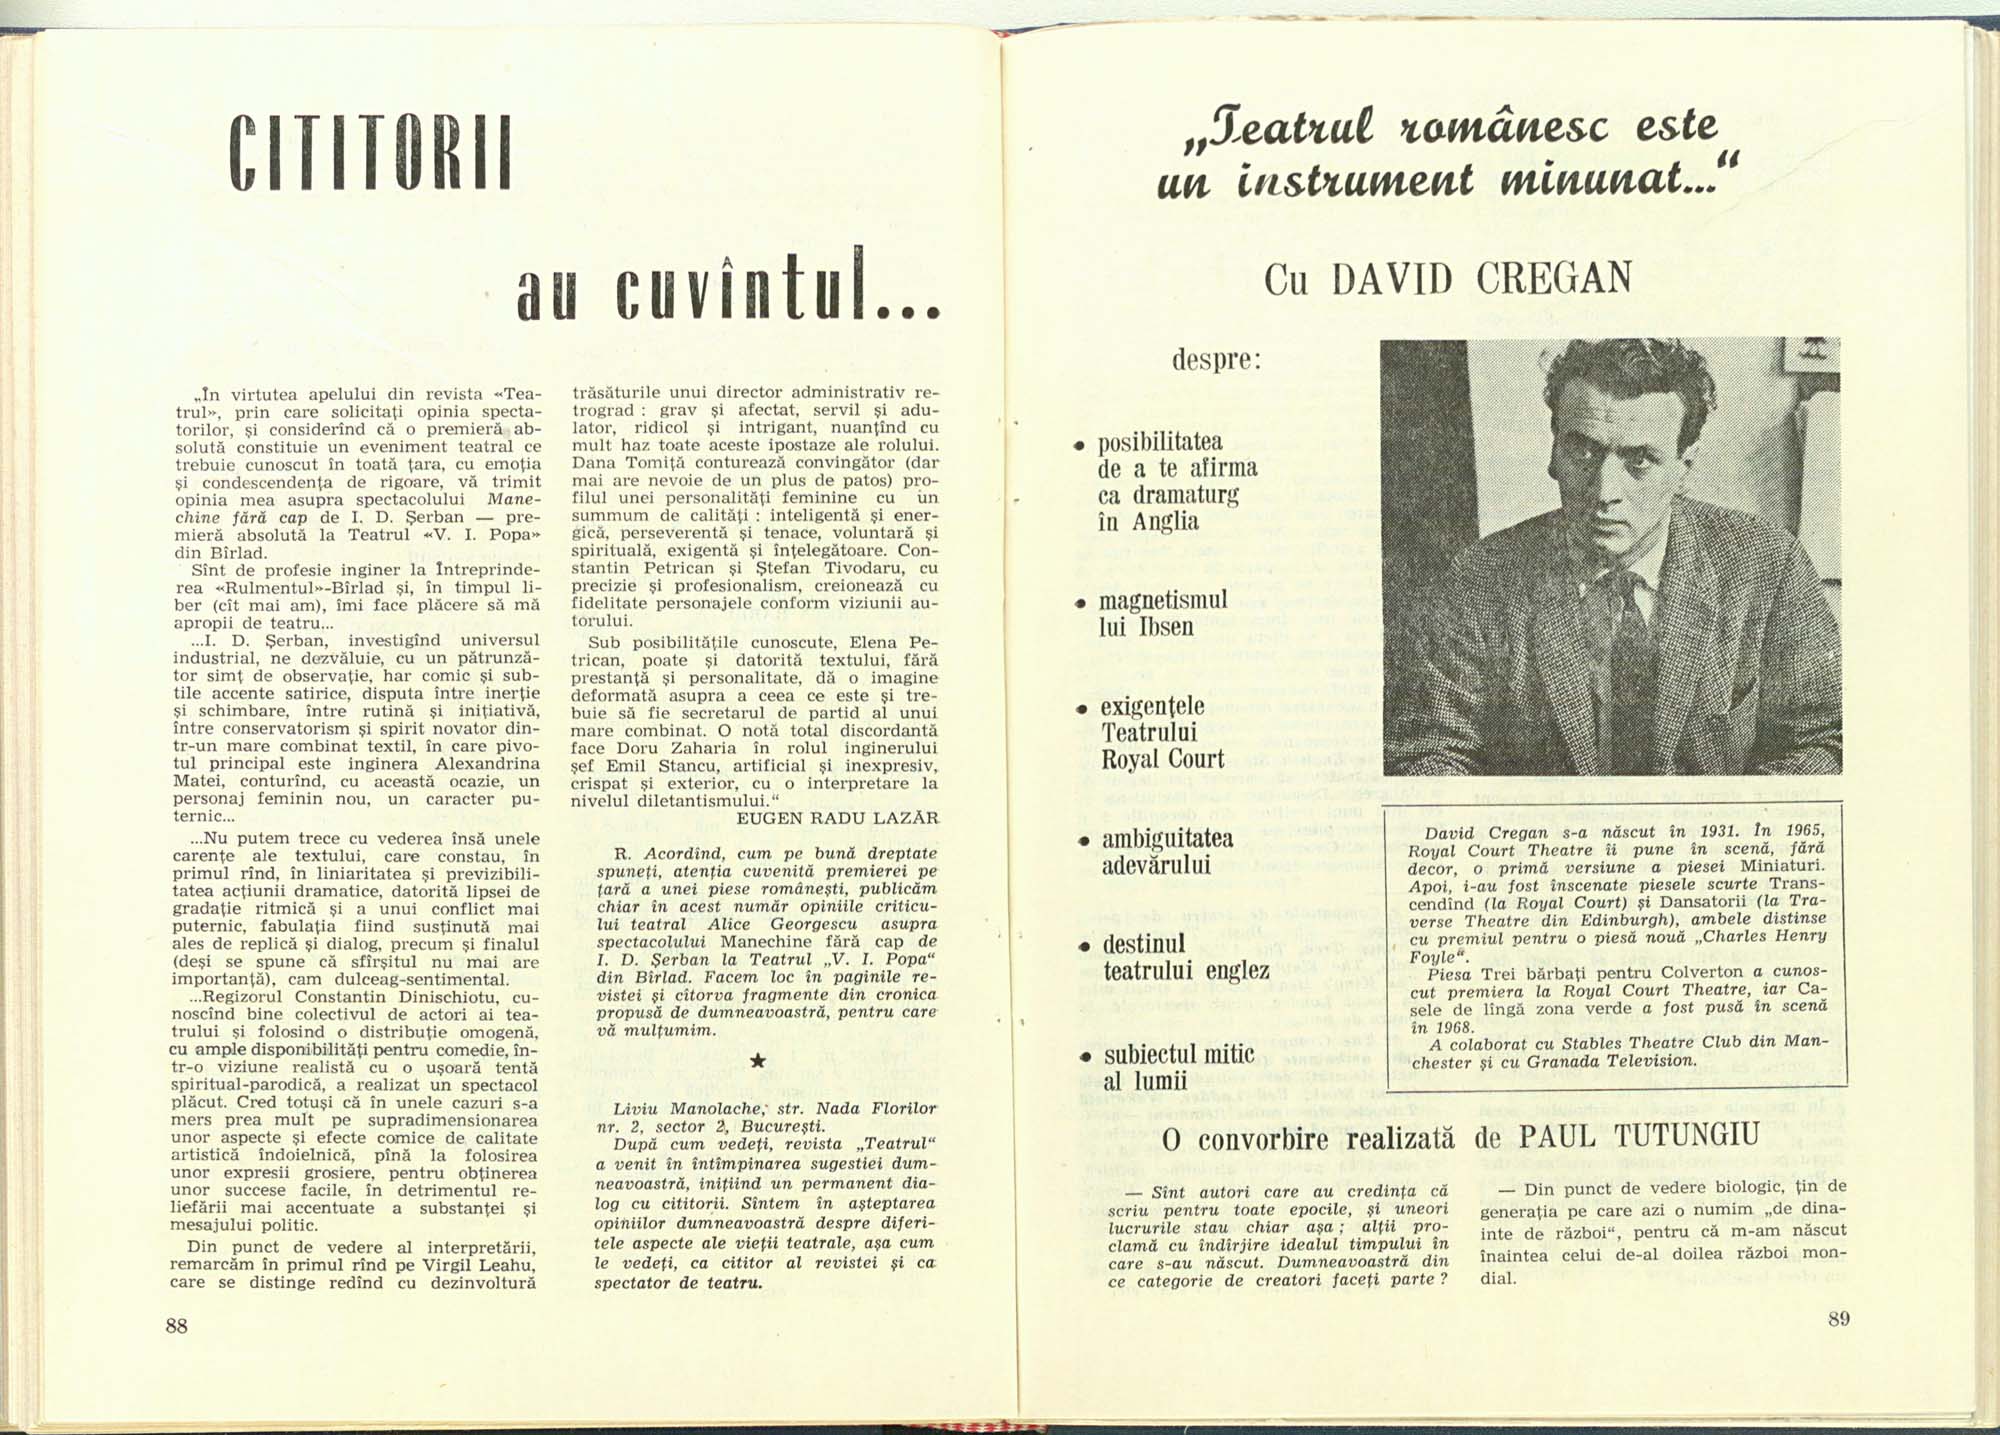 CITITORII
au cuvîntul...
„În virtutea apelului din revista «Tea-
trul», prin care solicitați opinia specta-
torilor, și considerînd că o premieră ab-
solută constituie un eveniment teatral ce
trebuie cunoscut în toată țara, cu emoția
și condescendența de rigoare, vă trimit
opinia mea asupra spectacolului Mane-
chine fără cap de I. D. Șerban — pre-
mieră absolută la Teatrul «V. I. Popa»
din Bîrlad.
Sînt de profesie inginer la Întreprinde-
rea «Rulmentul»-Bîrlad și, în timpul li-
ber (cît mai am), îmi face plăcere să mă
apropii de teatru...
...I. D. Șerban, investigînd universul
industrial, ne dezvăluie, cu un pătrunză-
tor simț de observație, har comic și sub-
tile accente satirice, disputa între inerție
și schimbare, între rutină și inițiativă,
între conservatorism și spirit novator din-
tr-un mare combinat textil, în care pivo-
tul principal este inginera Alexandrina
Matei, conturînd, cu această ocazie, un
personaj feminin nou, un caracter pu-
ternic...
...Nu putem trece cu vederea însă unele
carențe ale textului, care constau, în
primul rînd, în liniaritatea și previzibili-
tatea acțiunii dramatice, datorită lipsei de
gradație ritmică și a unui conflict mai
puternic, fabulația fiind susținută mai
ales de replică și dialog, precum și finalul
(deși se spune că sfîrșitul nu mai are
importanță), cam dulceag-sentimental.
...Regizorul Constantin Dinischiotu, cu-
noscînd bine colectivul de actori ai tea-
trului și folosind o distribuție omogenă,
cu ample disponibilități pentru comedie, în-
tr-o viziune realistă cu o ușoară tentă
spiritual-parodică, a realizat un spectacol
plăcut. Cred totuși că în unele cazuri s-a
mers prea mult pe supradimensionarea
unor aspecte și efecte comice de calitate
artistică îndoielnică, pînă la folosirea
unor expresii grosiere, pentru obținerea
unor succese facile, în detrimentul re-
liefării mai accentuate a substanței și
mesajului politic.
Din punct de vedere al interpretării,
remarcăm în primul rînd pe Virgil Leahu,
care se distinge redînd cu dezinvoltură
88
trăsăturile unui director administrativ re-
trograd : grav și afectat, servil și adu-
lator, ridicol și intrigant, nuanțînd cu
mult haz toate aceste ipostaze ale rolului.
Dana Tomiță conturează convingător (dar
mai are nevoie de un plus de patos) pro-
filul unei personalități feminine cu un
summum de calități : inteligentă și ener-
gică, perseverentă și tenace, voluntară și
spirituală, exigentă și înțelegătoare. Con-
stantin Petrican și Ștefan Tivodaru, cu
precizie și profesionalism, creionează cu
fidelitate personajele conform viziunii au-
torului.
Sub posibilitățile cunoscute, Elena Pe-
trican, poate și datorită textului, fără
prestanță și personalitate, dă o imagine
deformată asupra a ceea ce este și tre-
buie să fie secretarul de partid al unui
mare combinat. O notă total discordantă
face Doru Zaharia în rolul inginerului
șef Emil Stancu, artificial și inexpresiv,
crispat și exterior, cu o interpretare la
nivelul diletantismului.“
EUGEN RADU LAZĂR
R. Acordînd, cum pe bună dreptate
spuneți, atenția cuvenită premierei pe
țară a unei piese românești, publicăm
chiar în acest număr opiniile criticu-
lui teatral Alice Georgescu asupra
spectacolului Manechine fără cap de
I. D. Șerban la Teatrul „V. I. Popa“
din Bîrlad. Facem loc în paginile re-
vistei și cîtorva fragmente din cronica
propusă de dumneavoastră, pentru care
vă mulțumim.
★
Liviu Manolache, str. Nada Florilor
nr. 2, sector 2, București.
După cum vedeți, revista „Teatrul“
a venit în întîmpinarea sugestiei dum-
neavoastră, inițiind un permanent dia-
log cu cititorii. Sîntem în așteptarea
opiniilor dumneavoastră despre diferi-
tele aspecte ale vieții teatrale, așa cum
le vedeți, ca cititor al revistei și ca
spectator de teatru.
„Teatrul românesc este
un instrument minunat...“
Cu DAVID CREGAN
despre:
• posibilitatea
de a te afirma
ca dramaturg
în Anglia
• magnetismul
lui Ibsen
• exigențele
Teatrului
Royal Court
• ambiguitatea
adevărului
• destinul
teatrului englez
• subiectul mitic
al lumii
David Cregan s-a născut în 1931. În 1965,
Royal Court Theatre îi pune în scenă, fără
decor, o primă versiune a piesei Miniaturi.
Apoi, i-au fost înscenate piesele scurte Trans-
cendînd (la Royal Court) și Dansatorii (la Tra-
verse Theatre din Edinburgh), ambele distinse
cu premiul pentru o piesă nouă „Charles Henry
Foyle“.
Piesa Trei bărbați pentru Colverton a cunos-
cut premiera la Royal Court Theatre, iar Ca-
sele de lîngă zona verde a fost pusă în scenă
în 1968.
A colaborat cu Stables Theatre Club din Man-
chester și cu Granada Television.
O convorbire realizată de PAUL TUTUNGIU
— Sînt autori care au credința că
scriu pentru toate epocile, și uneori
lucrurile stau chiar așa ; alții pro-
clamă cu îndîrjire idealul timpului în
care s-au născut. Dumneavoastră din
ce categorie de creatori faceți parte ?
— Din punct de vedere biologic, țin de
generația pe care azi o numim „de dina-
inte de război“, pentru că m-am născut
înaintea celui de-al doilea război mon-
dial.
89